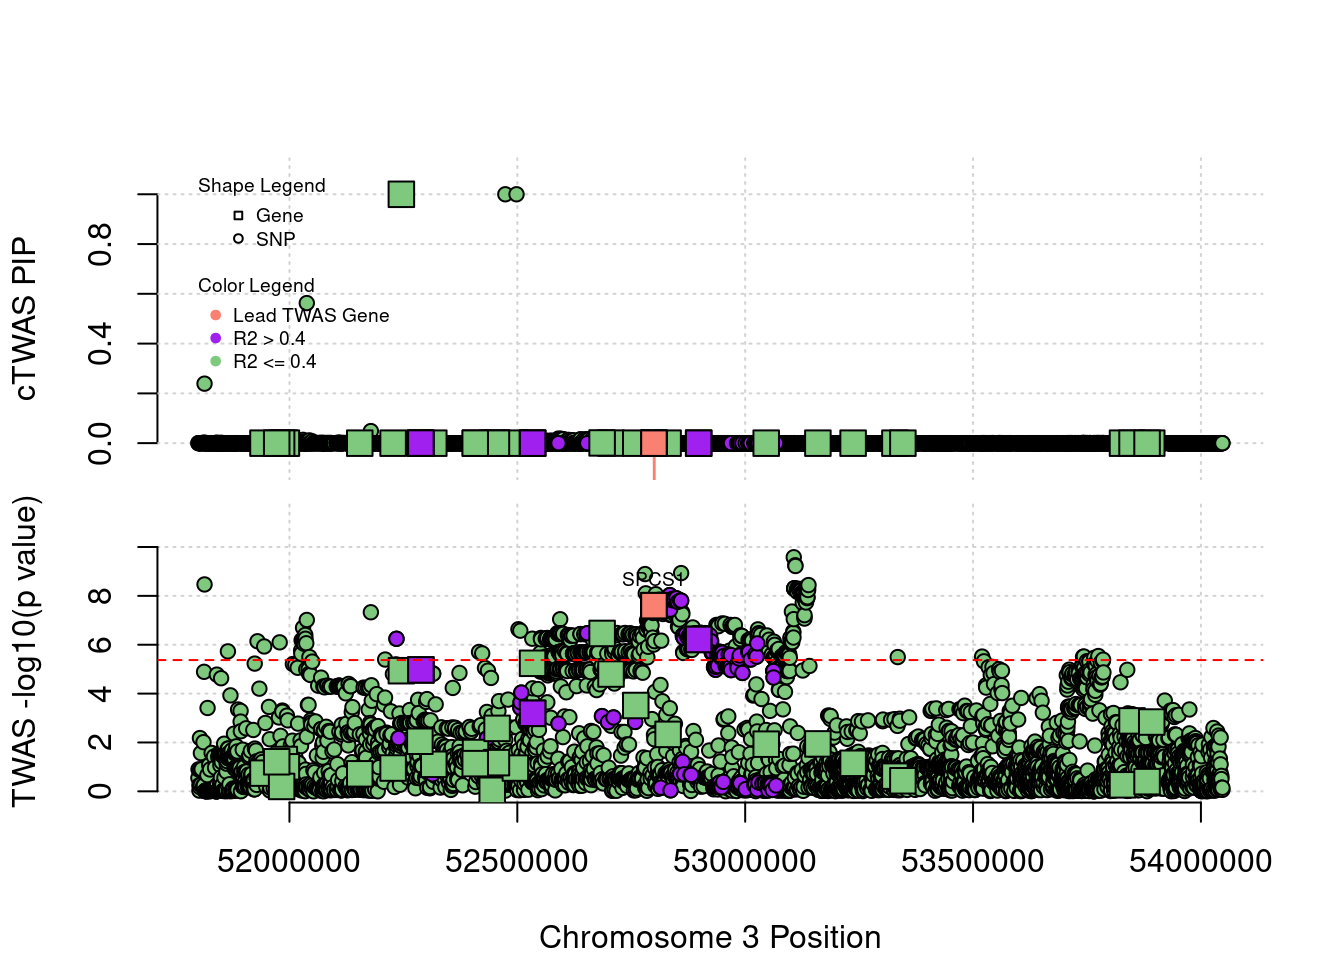 Shape Legend
Gene
SNP
Color Legend
Lead TWAS Gene
R2 > 0.4
R2 <= 0.4
cTWAS PIP
0.8
0.4
0.0
SPCS1
TWAS -log10(p value)
8
6
4
2
0
52000000 52500000 53000000 53500000 54000000
Chromosome 3 Position